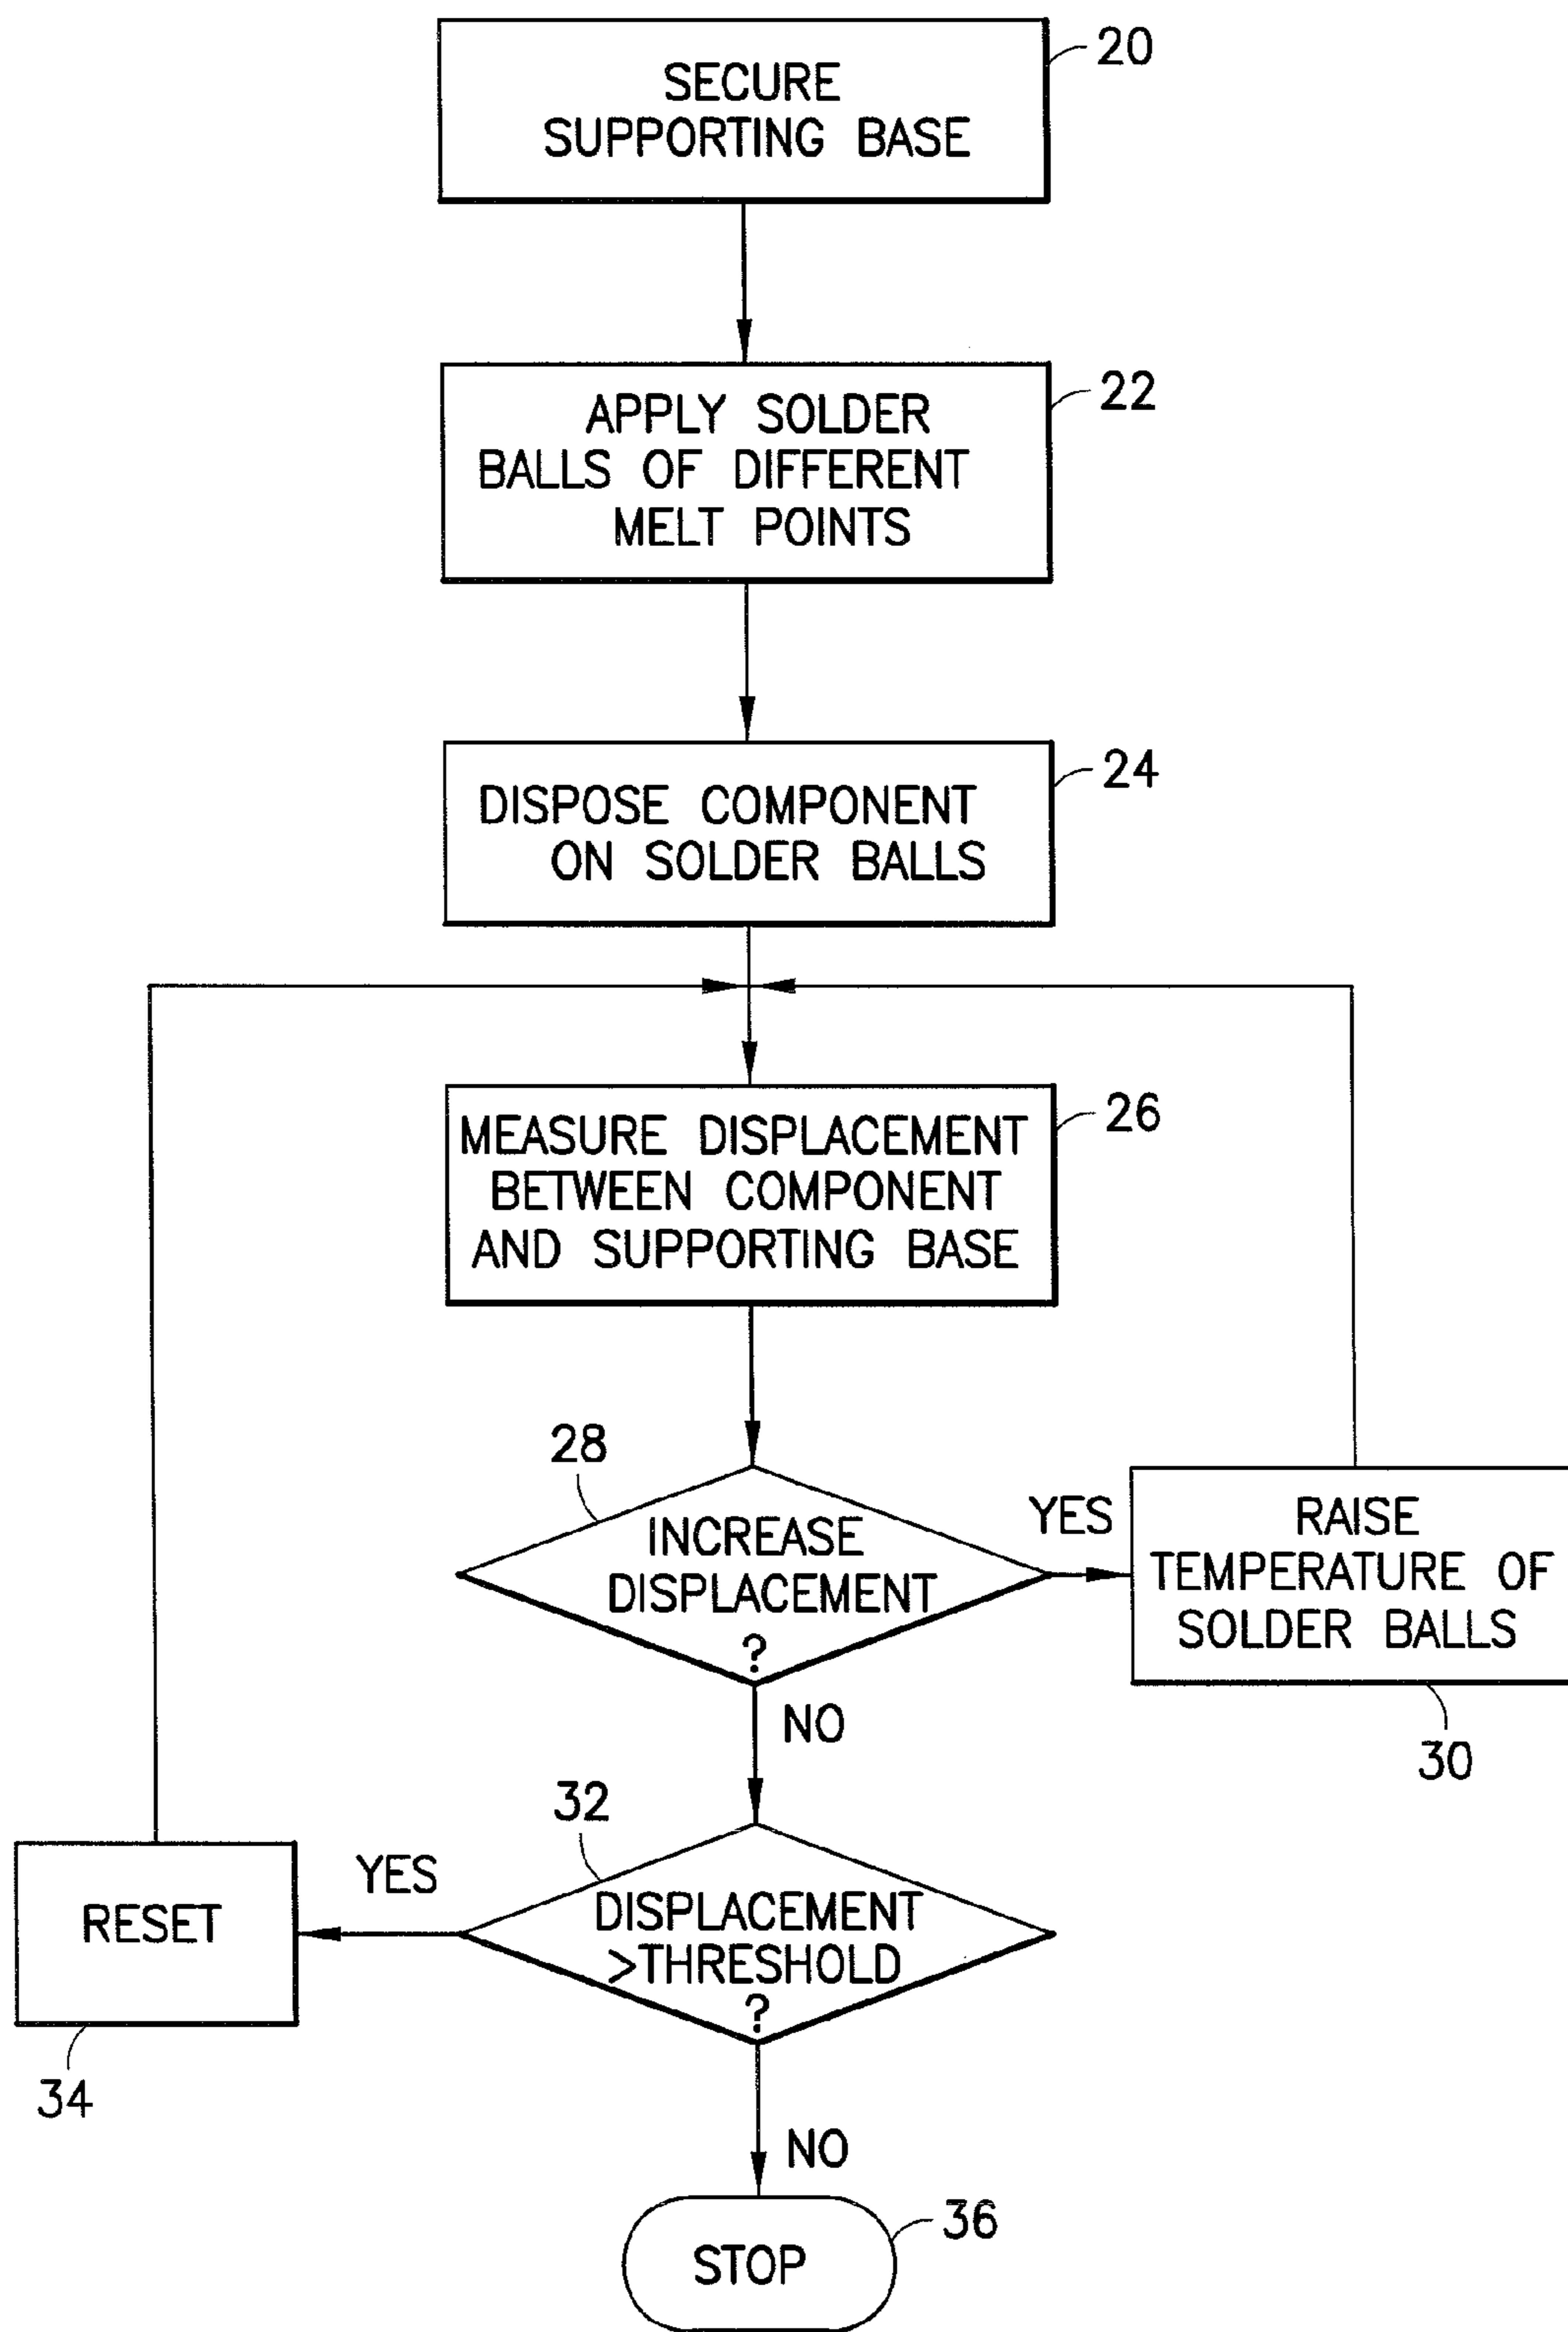 SECURE
SUPPORTING BASE
20
APPLY SOLDER
BALLS OF DIFFERENT
MELT POINTS
22
DISPOSE COMPONENT
ON SOLDER BALLS
24
MEASURE DISPLACEMENT
BETWEEN COMPONENT
AND SUPPORTING BASE
26
28
INCREASE
DISPLACEMENT
?
YES
RAISE
TEMPERATURE OF
SOLDER BALLS
30
NO
32
DISPLACEMENT
>THRESHOLD
?
YES
RESET
34
NO
STOP
36